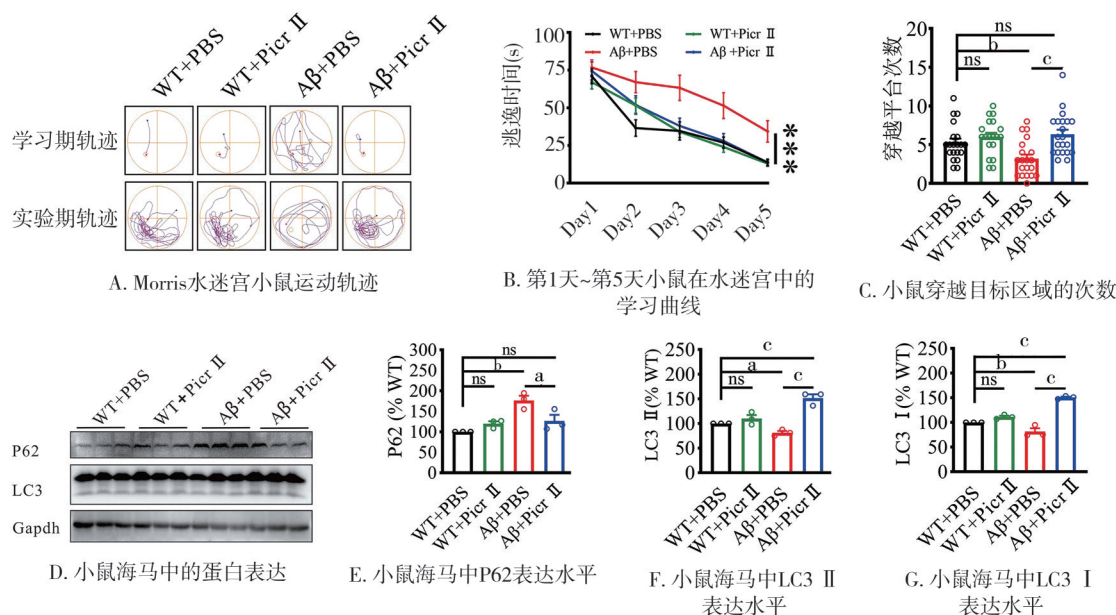 WT+PBS
WT+Picr Ⅱ
Aβ+PBS
Aβ+Picr Ⅱ
学习期轨迹
实验期轨迹
A. Morris水迷宫小鼠运动轨迹
WT+PBS
WT+Picr Ⅱ
Aβ+PBS
Aβ +Picr Ⅱ
逃逸时间(s)
100
75
50
25
0
***
Day1
Day2
Day3
Day4
Day5
B. 第1天~第5天小鼠在水迷宫中的
学习曲线
穿越平台次数
20
15
10
5
0
ns
b
ns
c
WT+PBS
WT+Picr Ⅱ
Aβ+PBS
Aβ+Picr Ⅱ
C. 小鼠穿越目标区域的次数
WT+PBS
WT+Picr Ⅱ
Aβ+PBS
Aβ+Picr Ⅱ
P62
LC3
Gapdh
D. 小鼠海马中的蛋白表达
P62 (% WT)
300
250
200
150
100
50
0
ns
b
ns
a
WT+PBS
WT+Picr Ⅱ
Aβ+PBS
Aβ+Picr Ⅱ
E. 小鼠海马中P62表达水平
LC3 Ⅱ(% WT)
250
200
150
100
50
0
c
a
ns
c
WT+PBS
WT+Picr Ⅱ
Aβ+PBS
Aβ+Picr Ⅱ
F. 小鼠海马中LC3 Ⅱ
表达水平
LC3 Ⅰ(% WT)
250
200
150
100
50
0
c
b
ns
c
WT+PBS
WT+Picr Ⅱ
Aβ+PBS
Aβ+Picr Ⅱ
G. 小鼠海马中LC3 Ⅰ
表达水平